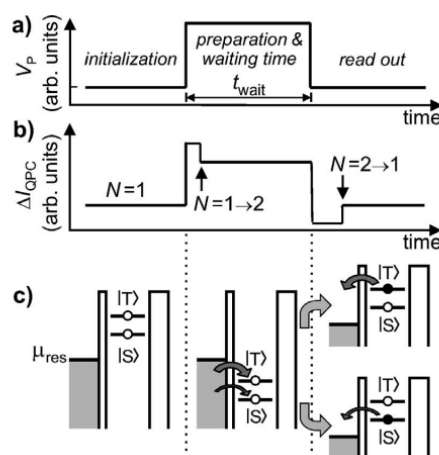 a)
V_P
(arb. units)
initialization
preparation &
waiting time
t_wait
read out
time
b)
ΔI_QPC
(arb. units)
N=1
N=1→2
N=2→1
time
c)
μ_res
|T⟩
|S⟩
|T⟩
|S⟩
|T⟩
|S⟩
|T⟩
|S⟩